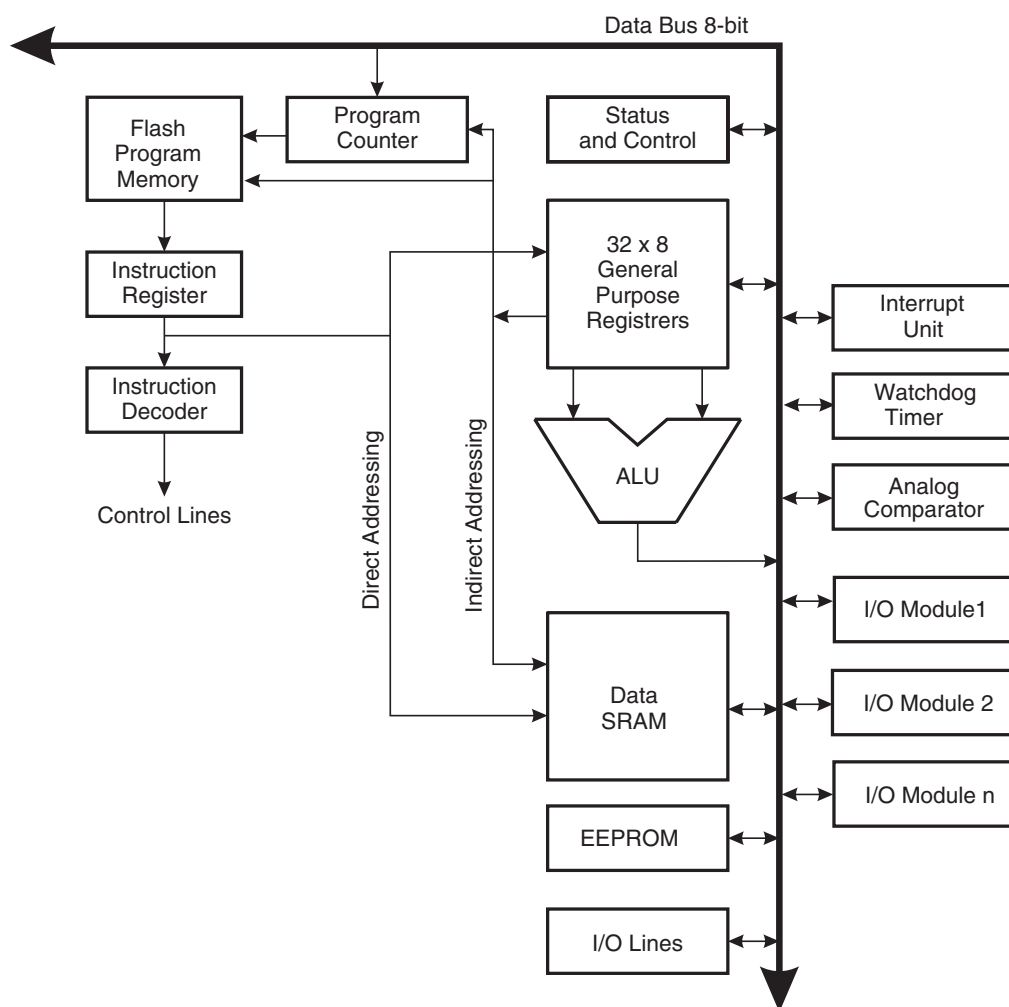 Data Bus 8-bit
Flash
Program
Memory
Program
Counter
Status
and Control
32 x 8
General
Purpose
Registrers
Instruction
Register
Instruction
Decoder
Control Lines
Direct Addressing
Indirect Addressing
ALU
Interrupt
Unit
Watchdog
Timer
Analog
Comparator
I/O Module1
Data
SRAM
I/O Module 2
I/O Module n
EEPROM
I/O Lines